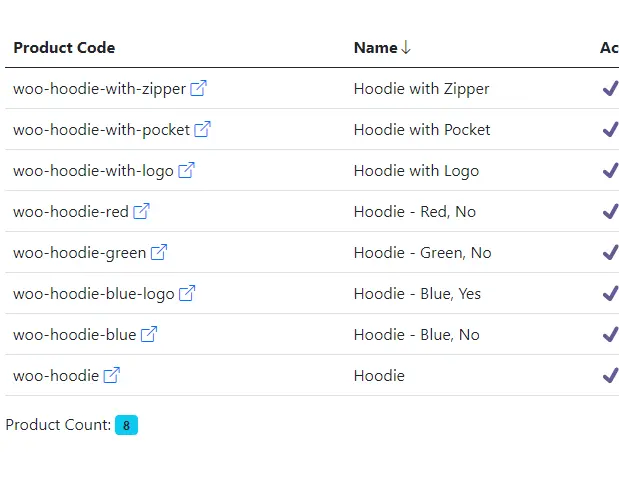 Product Code Name↓ Ac
woo-hoodie-with-zipper Hoodie with Zipper
woo-hoodie-with-pocket Hoodie with Pocket
woo-hoodie-with-logo Hoodie with Logo
woo-hoodie-red Hoodie - Red, No
woo-hoodie-green Hoodie - Green, No
woo-hoodie-blue-logo Hoodie - Blue, Yes
woo-hoodie-blue Hoodie - Blue, No
woo-hoodie Hoodie
Product Count: 8